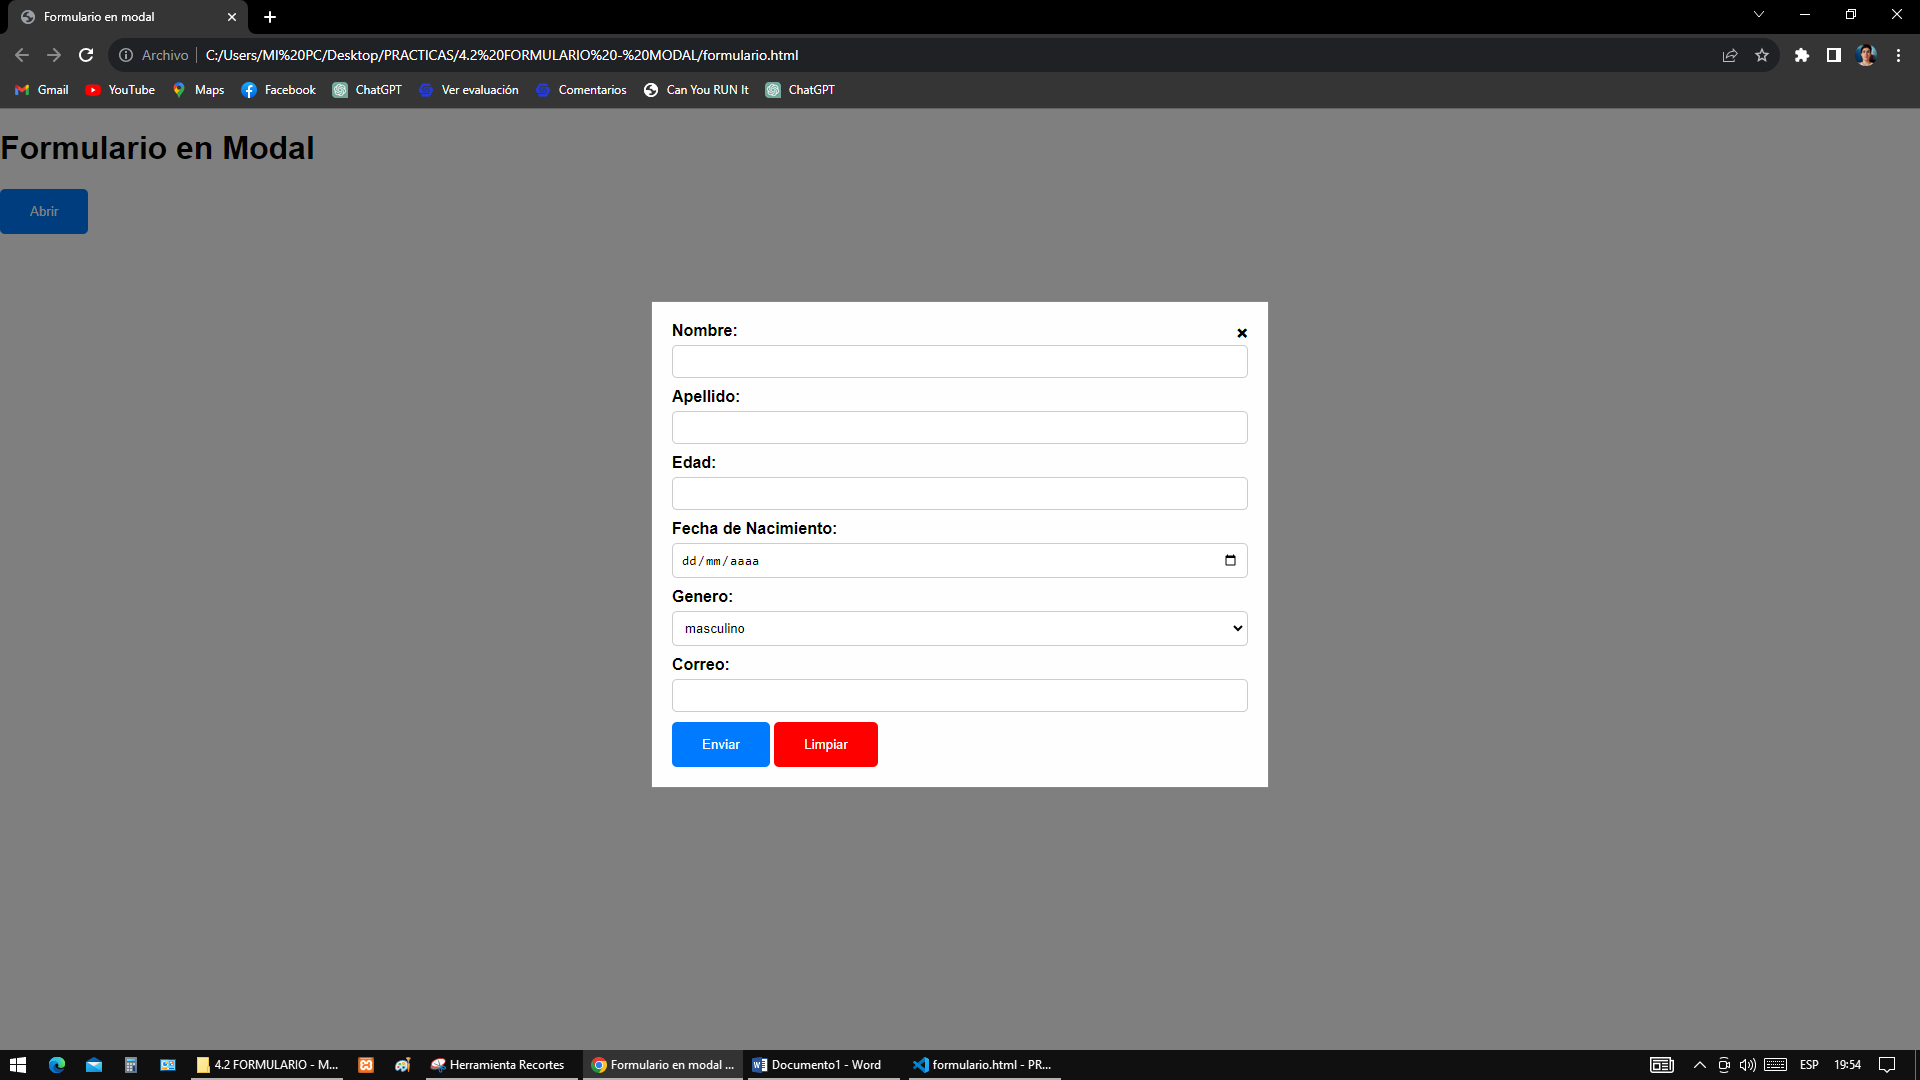 Formulario en modal
Archivo C:/Users/MI%20PC/Desktop/PRACTICAS/4.2%20FORMULARIO%20-%20MODAL/formulario.html
Gmail YouTube Maps Facebook ChatGPT Ver evaluación Comentarios Can You RUN It ChatGPT
Formulario en Modal
Abrir
Nombre:
Apellido:
Edad:
Fecha de Nacimiento:
dd/mm/aaaa
Genero:
masculino
Correo:
Enviar Limpiar
4.2 FORMULARIO - M... Herramienta Recortes Formulario en modal ... Documento1 - Word formulario.html - PR... ESP 19:54